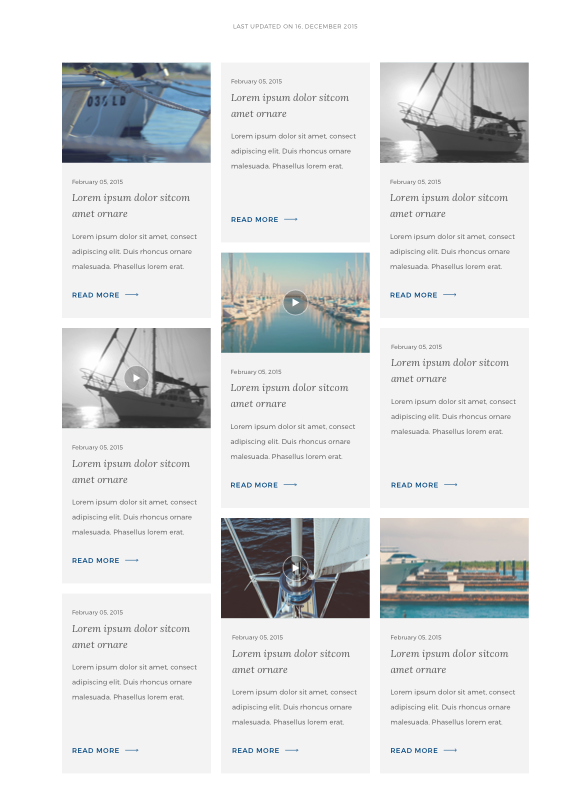 LAST UPDATED ON 16. DECEMBER 2015
036 LD
February 05, 2015
Lorem ipsum dolor sitcom
amet ornare
Lorem ipsum dolor sit amet, consect
adipiscing elit. Duis rhoncus ornare
malesuada. Phasellus lorem erat.
READ MORE
February 05, 2015
Lorem ipsum dolor sitcom
amet ornare
Lorem ipsum dolor sit amet, consect
adipiscing elit. Duis rhoncus ornare
malesuada. Phasellus lorem erat.
READ MORE
February 05, 2015
Lorem ipsum dolor sitcom
amet ornare
Lorem ipsum dolor sit amet, consect
adipiscing elit. Duis rhoncus ornare
malesuada. Phasellus lorem erat.
READ MORE
February 05, 2015
Lorem ipsum dolor sitcom
amet ornare
Lorem ipsum dolor sit amet, consect
adipiscing elit. Duis rhoncus ornare
malesuada. Phasellus lorem erat.
READ MORE
February 05, 2015
Lorem ipsum dolor sitcom
amet ornare
Lorem ipsum dolor sit amet, consect
adipiscing elit. Duis rhoncus ornare
malesuada. Phasellus lorem erat.
READ MORE
February 05, 2015
Lorem ipsum dolor sitcom
amet ornare
Lorem ipsum dolor sit amet, consect
adipiscing elit. Duis rhoncus ornare
malesuada. Phasellus lorem erat.
READ MORE
February 05, 2015
Lorem ipsum dolor sitcom
amet ornare
Lorem ipsum dolor sit amet, consect
adipiscing elit. Duis rhoncus ornare
malesuada. Phasellus lorem erat.
READ MORE
February 05, 2015
Lorem ipsum dolor sitcom
amet ornare
Lorem ipsum dolor sit amet, consect
adipiscing elit. Duis rhoncus ornare
malesuada. Phasellus lorem erat.
READ MORE
February 05, 2015
Lorem ipsum dolor sitcom
amet ornare
Lorem ipsum dolor sit amet, consect
adipiscing elit. Duis rhoncus ornare
malesuada. Phasellus lorem erat.
READ MORE